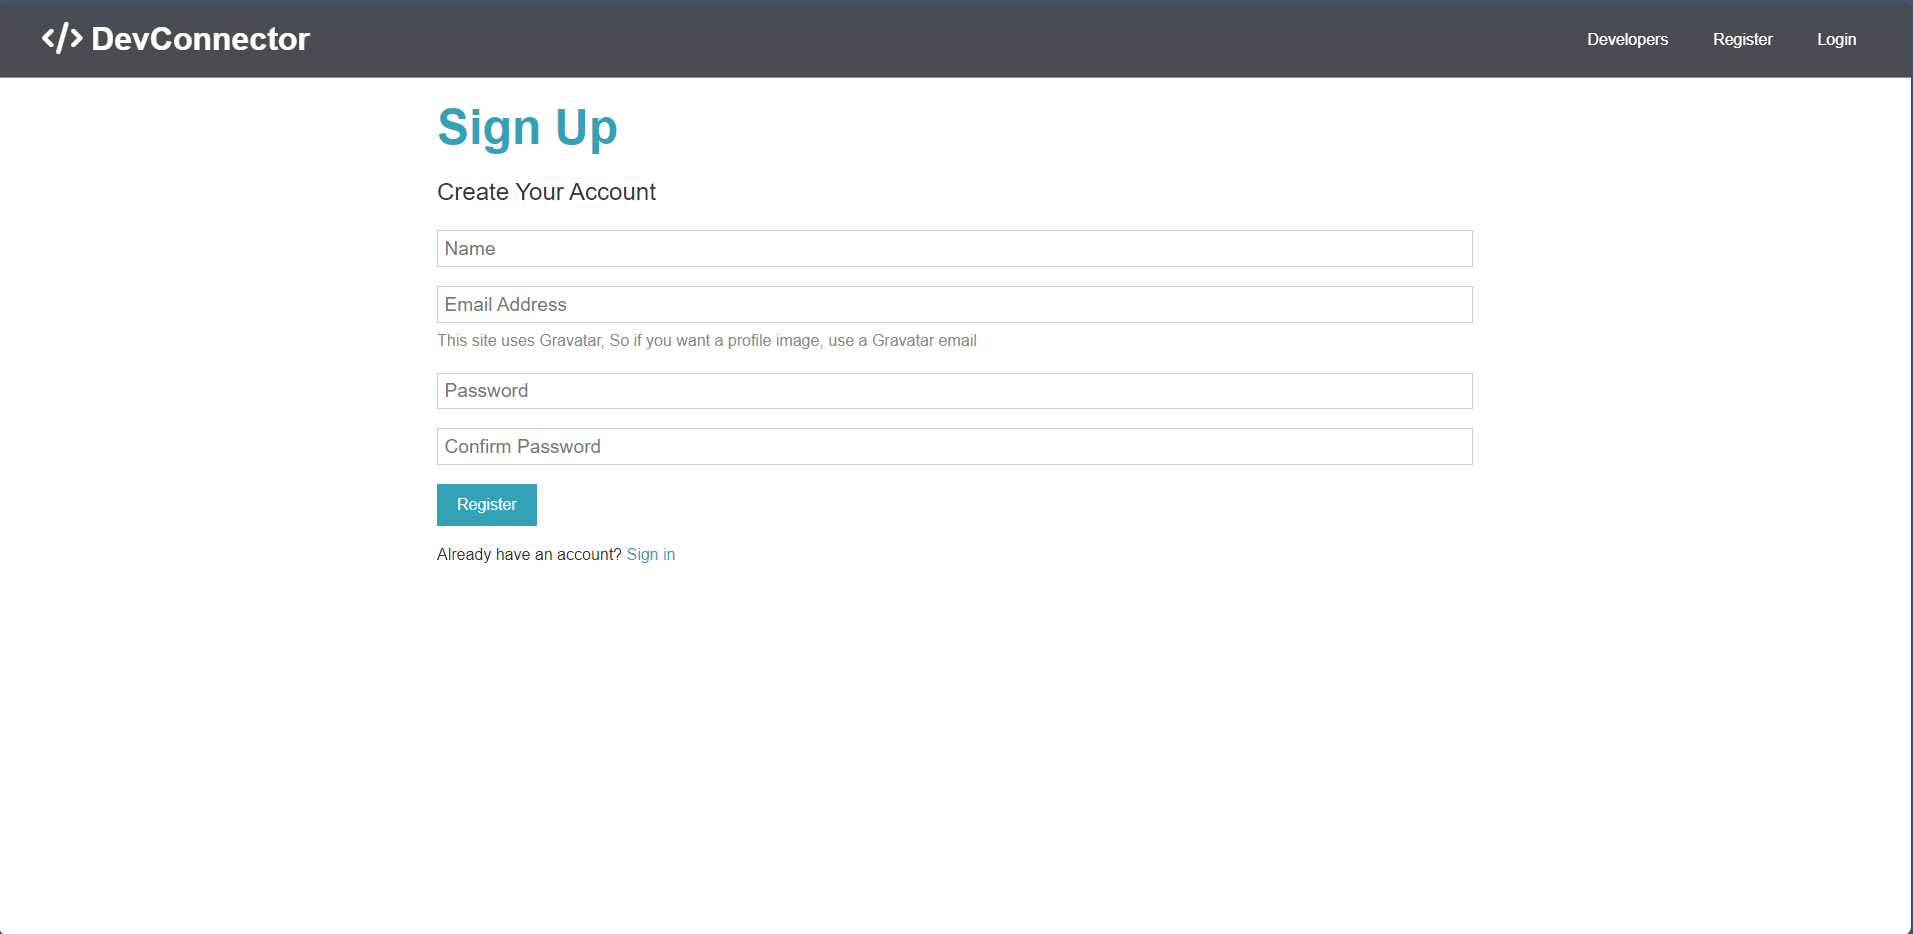 </> DevConnector
Developers Register Login
Sign Up
Create Your Account
Name
Email Address
This site uses Gravatar, So if you want a profile image, use a Gravatar email
Password
Confirm Password
Register
Already have an account? Sign in